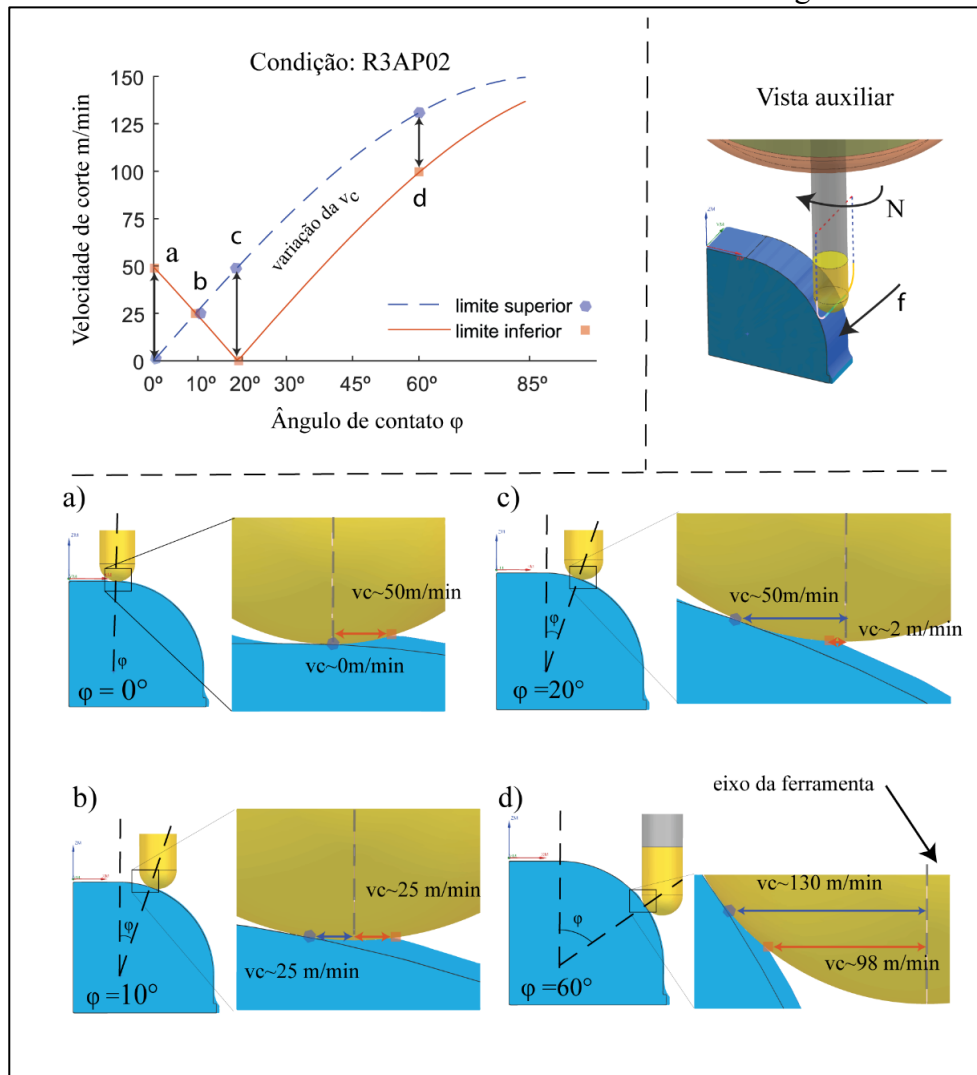 Condição: R3AP02
Velocidade de corte m/min
150
125
100
75
50
25
0
a
b
c
d
variação da vc
limite superior
limite inferior
0º
10º
20º
30º
45º
60º
85º
Ângulo de contato φ
Vista auxiliar
N
f
a)
φ
φ = 0°
vc~50m/min
vc~0m/min
c)
φ
φ =20°
vc~50m/min
vc~2 m/min
b)
φ
φ =10°
vc~25 m/min
vc~25 m/min
d)
φ
φ =60°
eixo da ferramenta
vc~130 m/min
vc~98 m/min